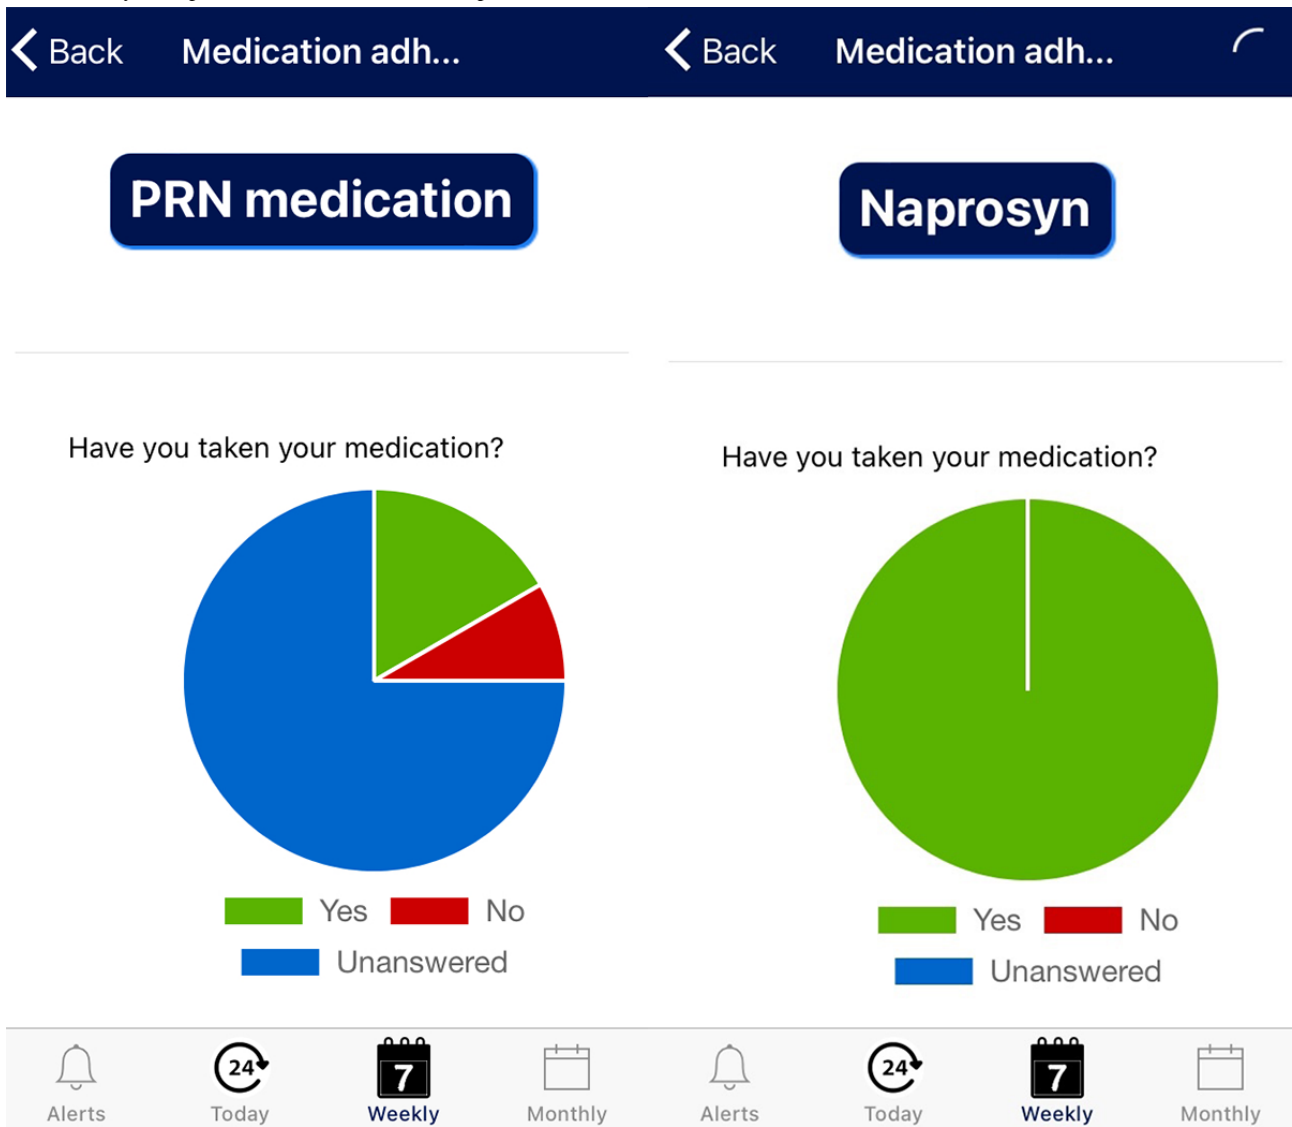 Back Medication adh...
PRN medication
Have you taken your medication?
Yes No
Unanswered
24 7
Alerts Today Weekly Monthly
Back Medication adh...
Naprosyn
Have you taken your medication?
Yes No
Unanswered
24 7
Alerts Today Weekly Monthly